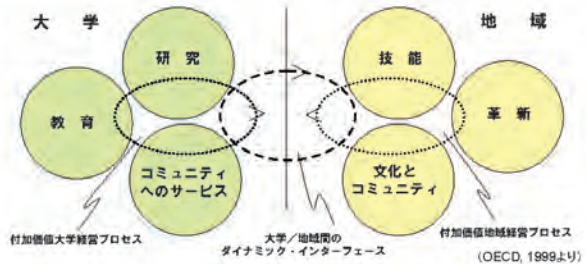 大 学
地 域
研 究
技 能
教 育
革 新
コミュニティ
へのサービス
文化と
コミュニティ
付加価値大学経営プロセス
大学／地域間の
ダイナミック・インターフェース
付加価値地域経営プロセス
(OECD, 1999より)